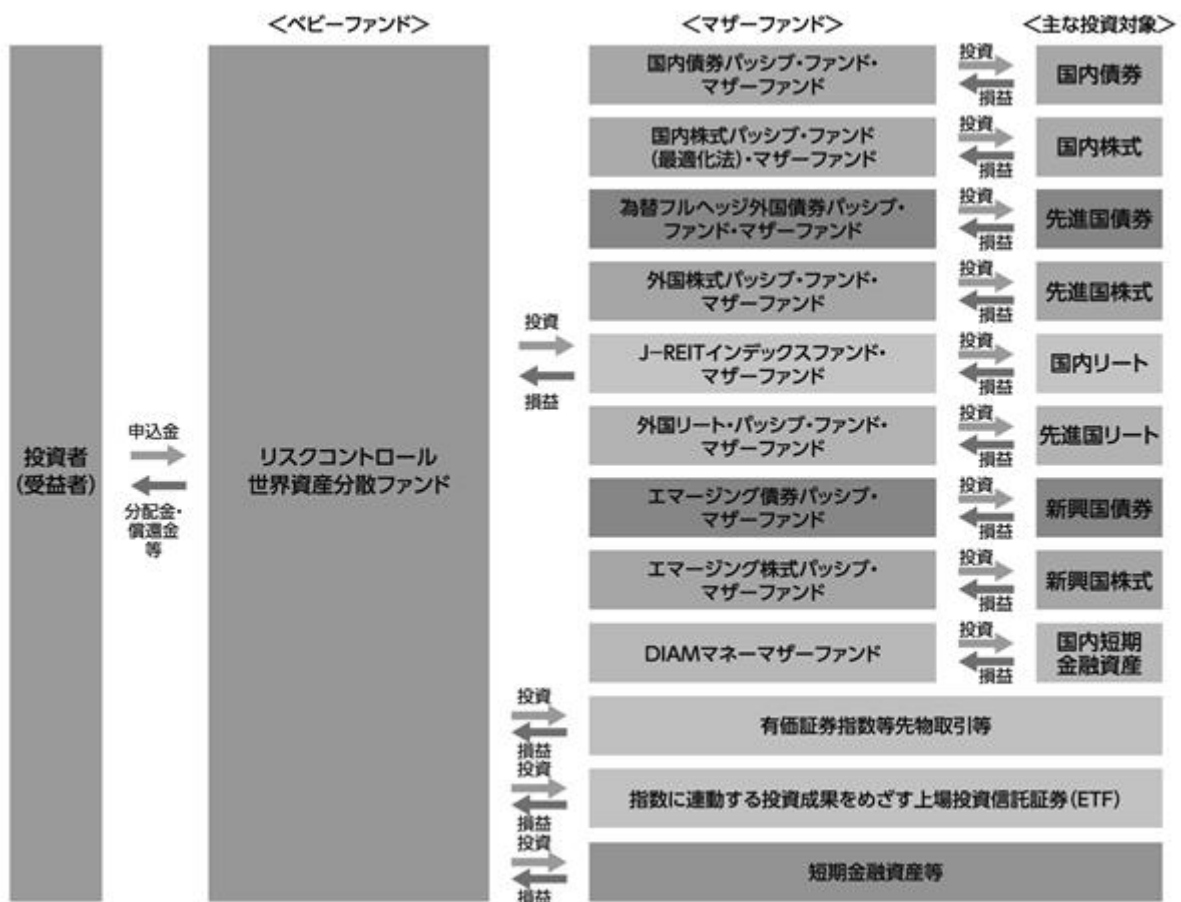 <ベビーファンド>
<マザーファンド>
<主な投資対象>
投資者
(受益者)
申込金
分配金・
償還金
等
リスクコントロール
世界資産分散ファンド
投資
損益
国内債券パッシブ・ファンド・
マザーファンド
投資
損益
国内債券
国内株式パッシブ・ファンド
(最適化法)・マザーファンド
投資
損益
国内株式
為替フルヘッジ外国債券パッシブ・
ファンド・マザーファンド
投資
損益
先進国債券
外国株式パッシブ・ファンド・
マザーファンド
投資
損益
先進国株式
J-REITインデックスファンド・
マザーファンド
投資
損益
国内リート
外国リート・パッシブ・ファンド・
マザーファンド
投資
損益
先進国リート
エマージング債券パッシブ・
マザーファンド
投資
損益
新興国債券
エマージング株式パッシブ・
マザーファンド
投資
損益
新興国株式
DIAMマネーマザーファンド
投資
損益
国内短期
金融資産
投資
損益
有価証券指数等先物取引等
投資
損益
指数に連動する投資成果をめざす上場投資信託証券(ETF)
投資
損益
短期金融資産等